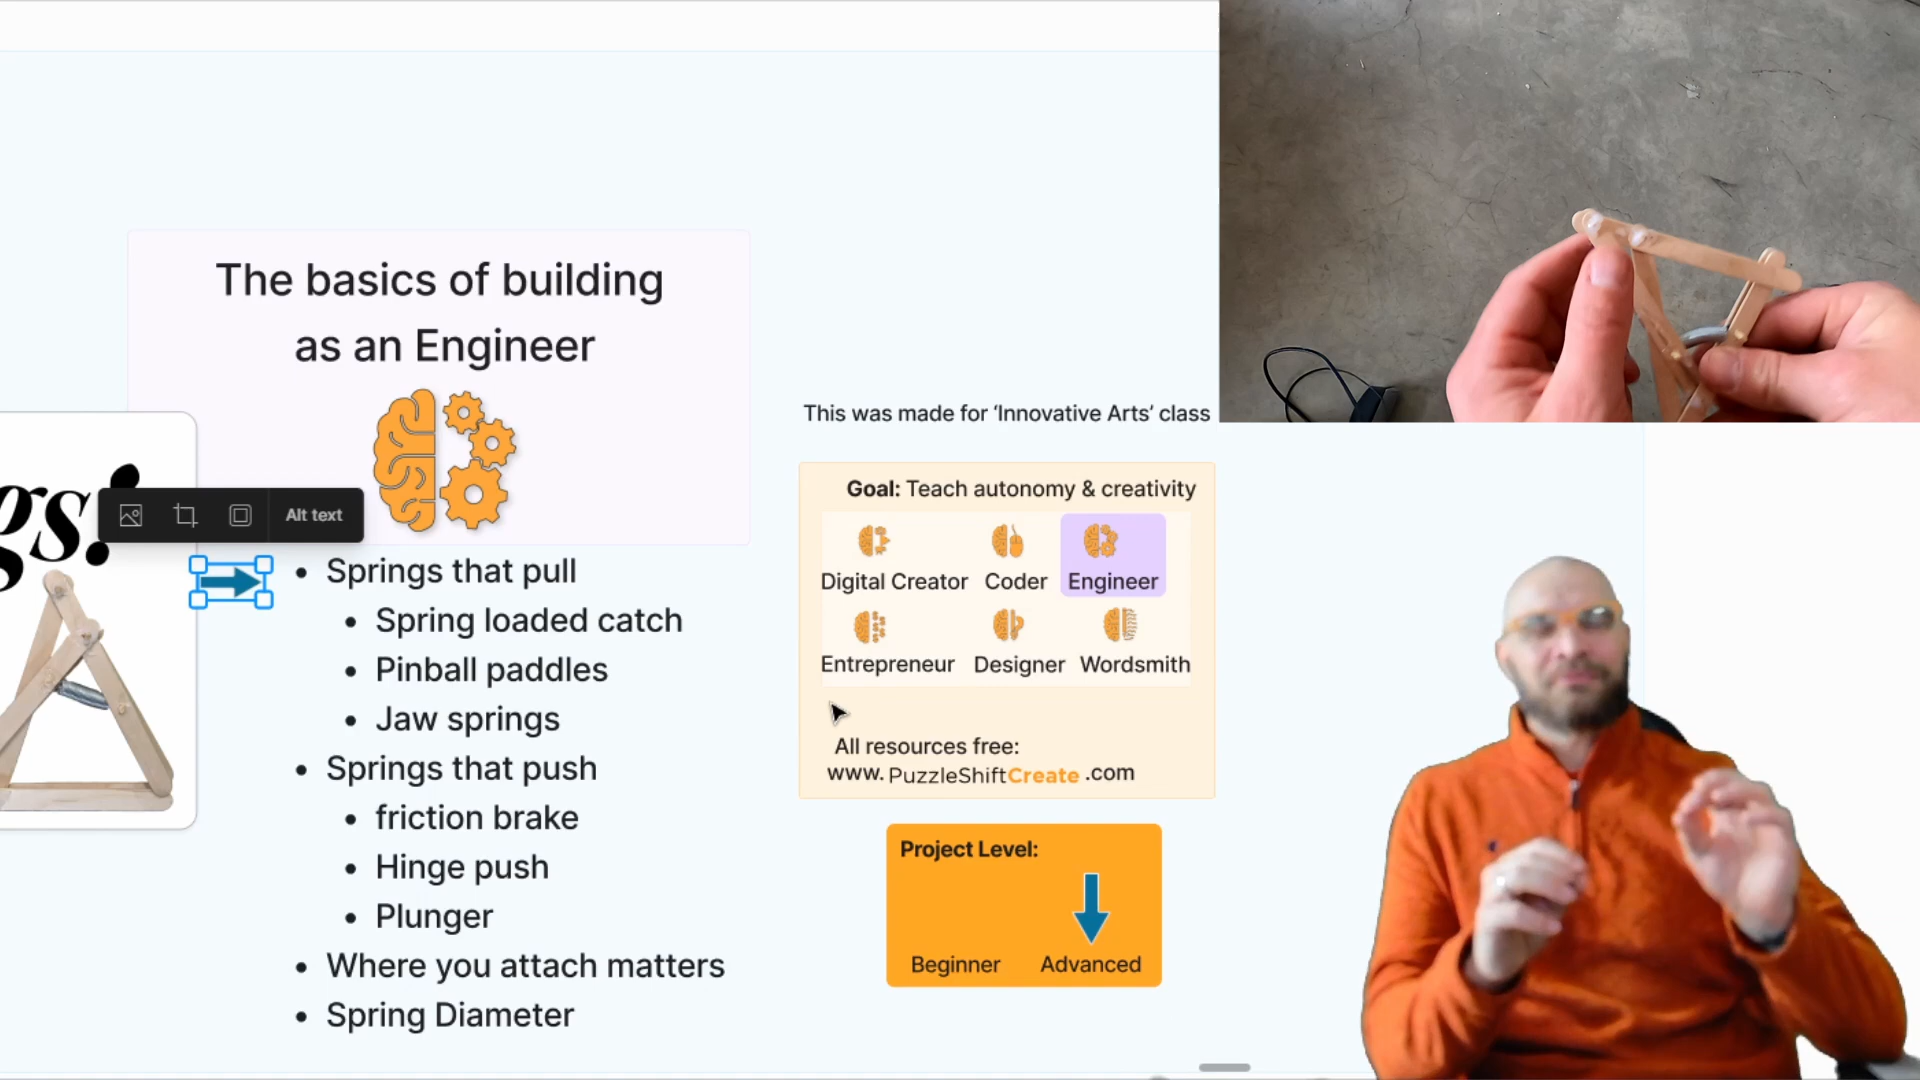 The basics of building
as an Engineer
gs!
Alt text
Springs that pull
Spring loaded catch
Pinball paddles
Jaw springs
Springs that push
friction brake
Hinge push
Plunger
Where you attach matters
Spring Diameter
This was made for ‘Innovative Arts’ class
Goal: Teach autonomy & creativity
Digital Creator Coder Engineer
Entrepreneur Designer Wordsmith
All resources free:
www.PuzzleShiftCreate.com
Project Level:
Beginner Advanced